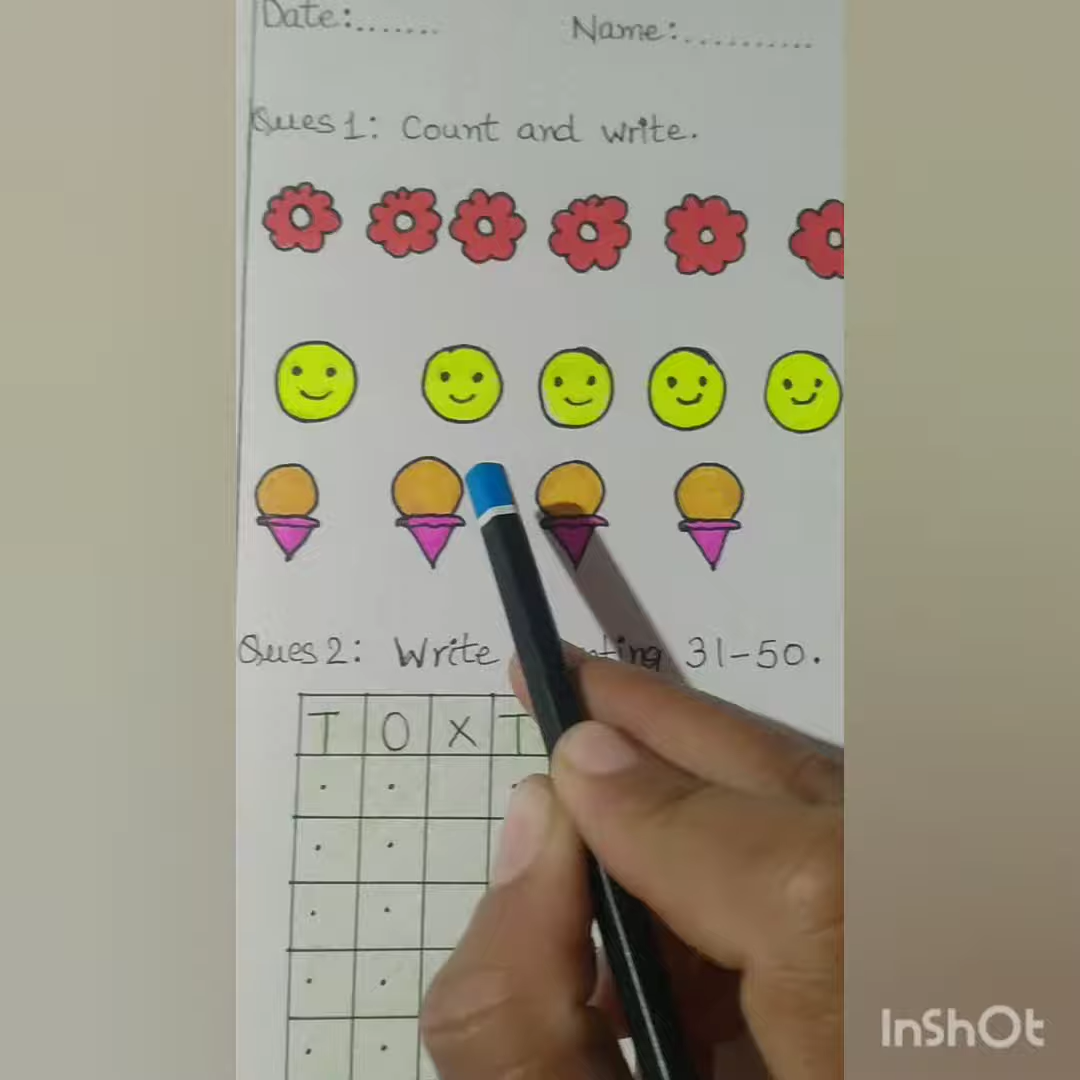 Date:.......
Name:..........
Ques 1: Count and write.
Ques 2: Write 31-50.
T O X T
InShOt